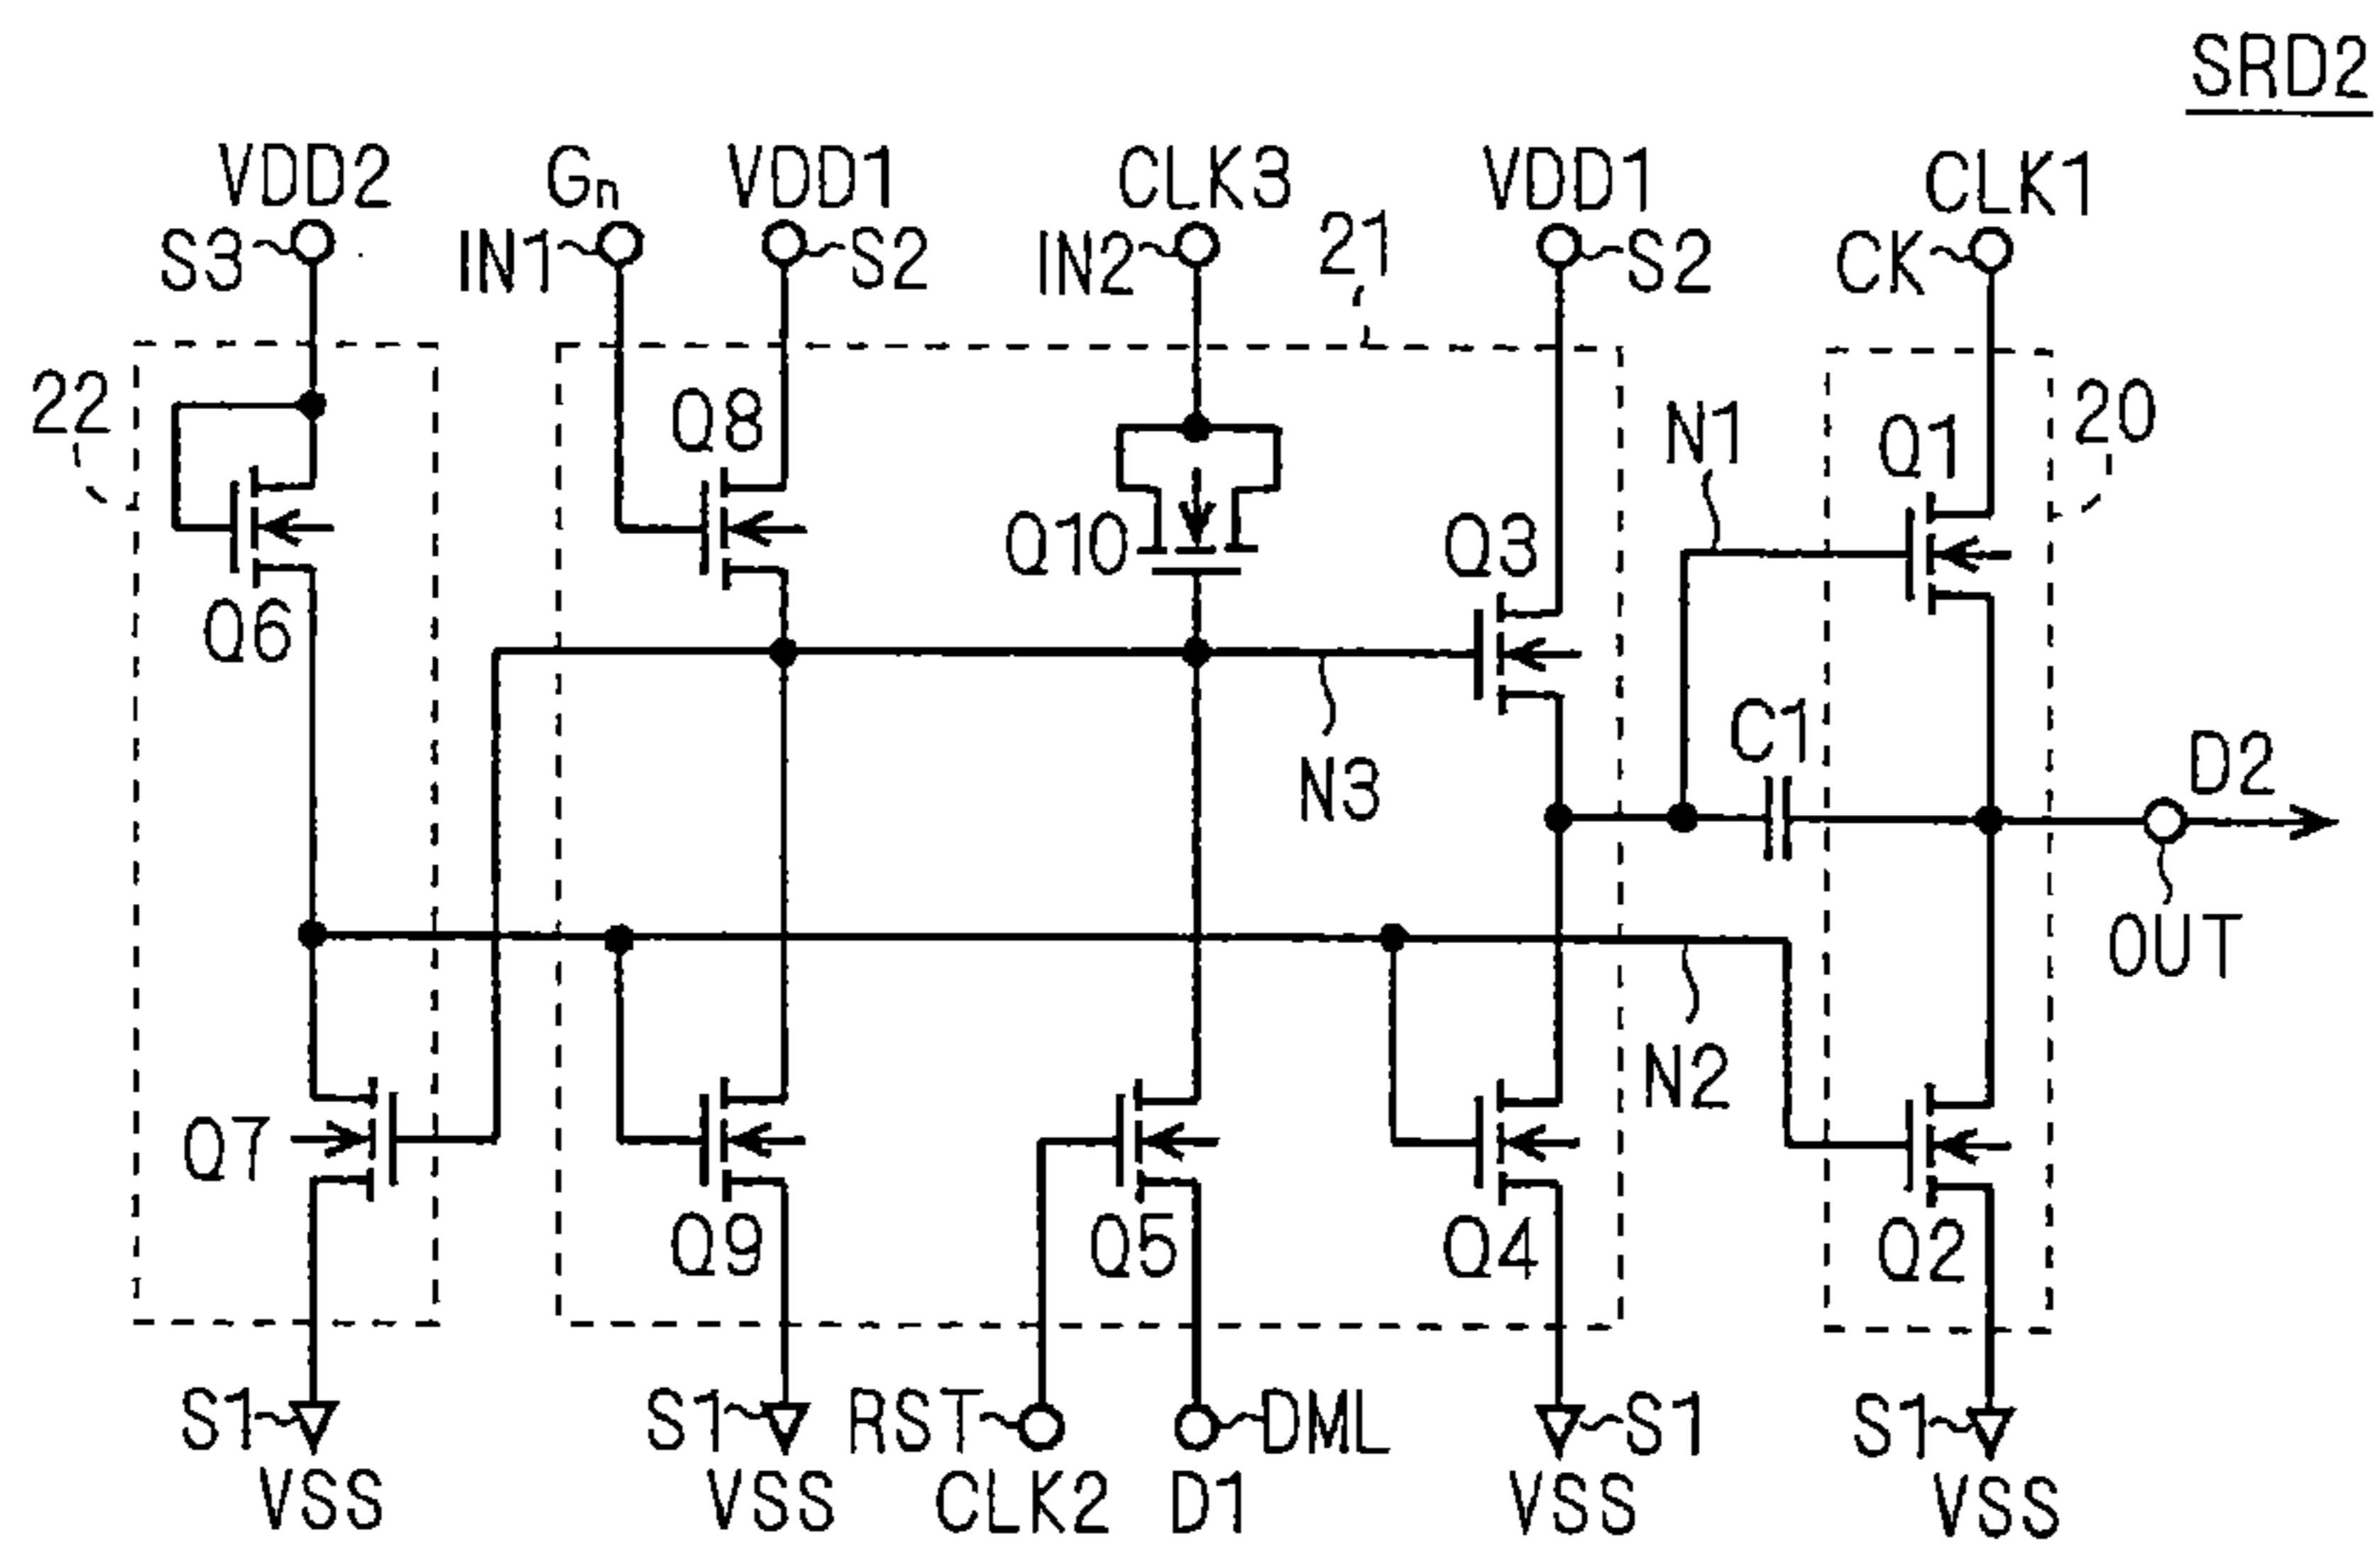 SRD2
VDD2 Gn VDD1 CLK3 VDD1 CLK1
S3 IN1 S2 IN2 21 S2 CK
22 Q8 N1 Q1 20
Q10 Q3
Q6
C1 D2
N3
OUT
N2
Q7
Q9 Q5 Q4 Q2
S1 S1 RST DML S1 S1
VSS VSS CLK2 D1 VSS VSS